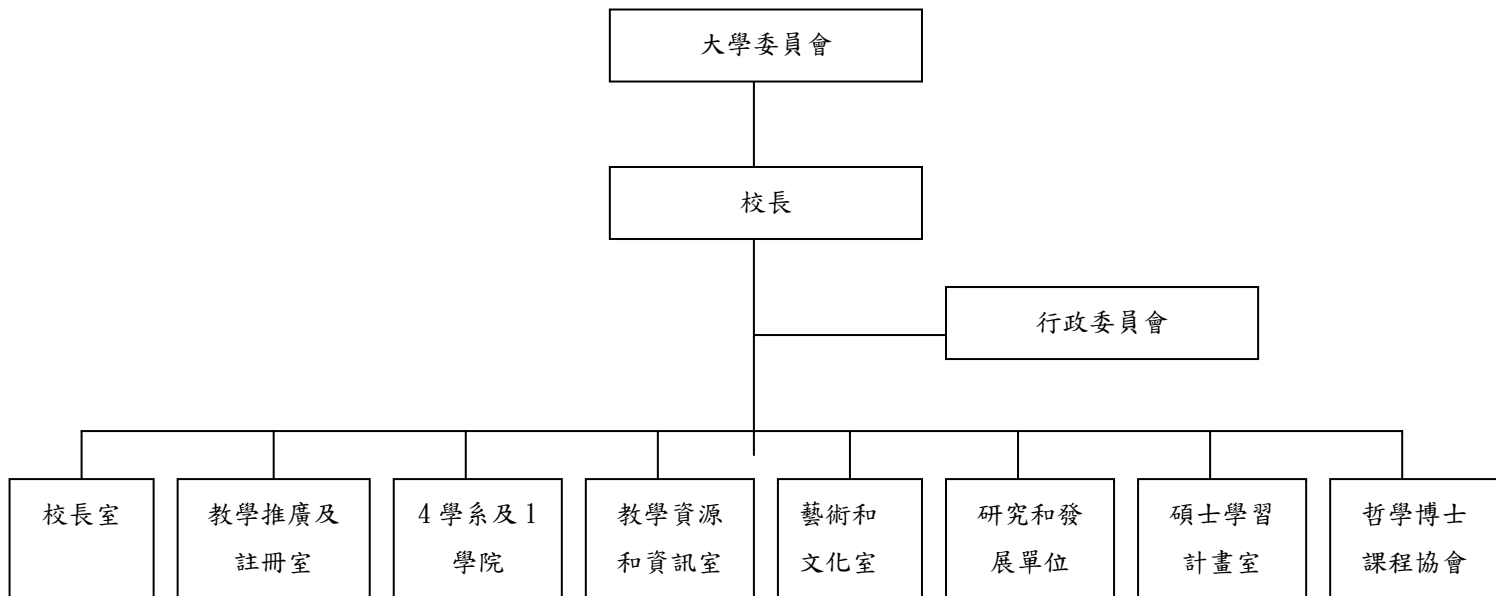 大學委員會
校長
行政委員會
校長室
教學推廣及
註冊室
4 學系及 1
學院
教學資源
和資訊室
藝術和
文化室
研究和發
展單位
碩士學習
計畫室
哲學博士
課程協會